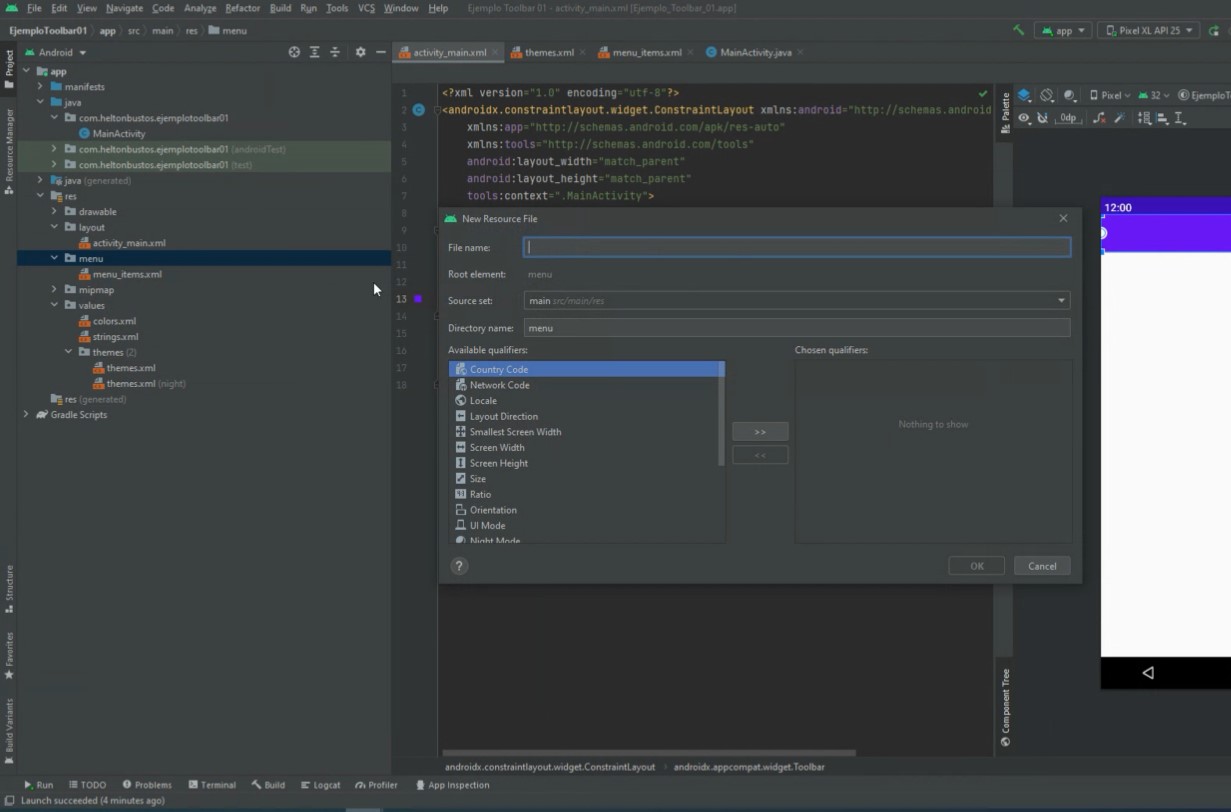 File Edit View Navigate Code Analyze Refactor Build Run Tools VCS Window Help Ejemplo Toolbar 01 - activity_main.xml [Ejemplo_Toolbar_01.app]
EjemploToolbar01 app src main res menu
app Pixel XL API 25
Android
activity_main.xml themes.xml menu_items.xml MainActivity.java
Project
Resource Manager
Structure
Favorites
Build Variants
app
manifests
java
com.heltonbustos.ejemplotoolbar01
MainActivity
com.heltonbustos.ejemplotoolbar01 (androidTest)
com.heltonbustos.ejemplotoolbar01 (test)
java (generated)
res
drawable
layout
activity_main.xml
menu
menu_items.xml
mipmap
values
colors.xml
strings.xml
themes (2)
themes.xml
themes.xml (night)
res (generated)
Gradle Scripts
1 <?xml version="1.0" encoding="utf-8"?>
2 <androidx.constraintlayout.widget.ConstraintLayout xmlns:android="http://schemas.android
3 xmlns:app="http://schemas.android.com/apk/res-auto"
4 xmlns:tools="http://schemas.android.com/tools"
5 android:layout_width="match_parent"
6 android:layout_height="match_parent"
7 tools:context=".MainActivity">
8
9
10
11
12
13
14
15
16
17
18
New Resource File
File name:
Root element: menu
Source set: main src/main/res
Directory name: menu
Available qualifiers: Chosen qualifiers:
Country Code
Network Code
Locale
Layout Direction
Smallest Screen Width
Screen Width
Screen Height
Size
Ratio
Orientation
UI Mode
Night Mode
>>
<<
Nothing to show
? OK Cancel
Palette
Pixel 32 EjemploT
0dp
12:00
Component Tree
androidx.constraintlayout.widget.ConstraintLayout androidx.appcompat.widget.Toolbar
Run TODO Problems Terminal Build Logcat Profiler App Inspection
Launch succeeded (4 minutes ago)